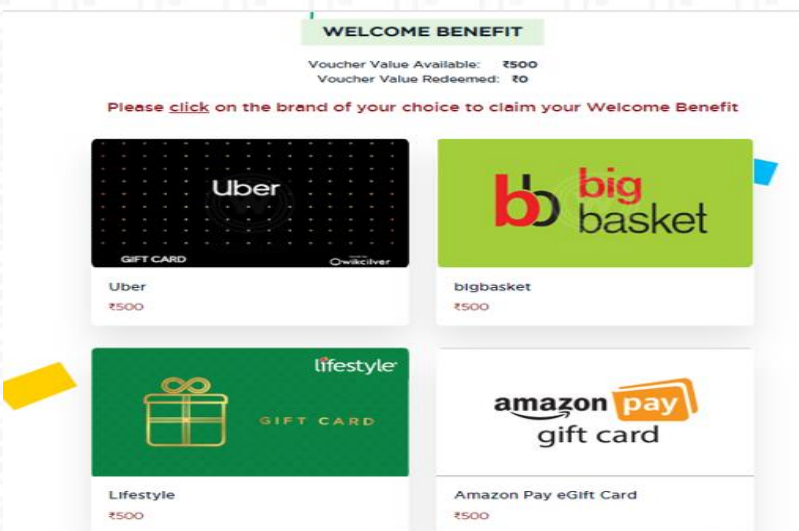 WELCOME BENEFIT
Voucher Value Available: ₹500
Voucher Value Redeemed: ₹0
Please click on the brand of your choice to claim your Welcome Benefit
Uber
GIFT CARD
Qwikcilver
Uber
₹500
bb big basket
bigbasket
₹500
lifestyle
GIFT CARD
Lifestyle
₹500
amazon pay
gift card
Amazon Pay eGift Card
₹500